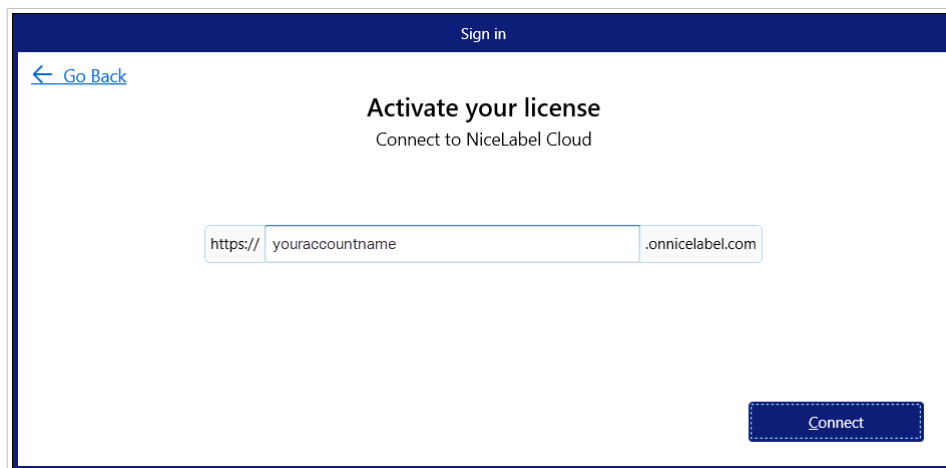 Sign in
← Go Back
Activate your license
Connect to NiceLabel Cloud
https:// youraccountname .onnicelabel.com
Connect